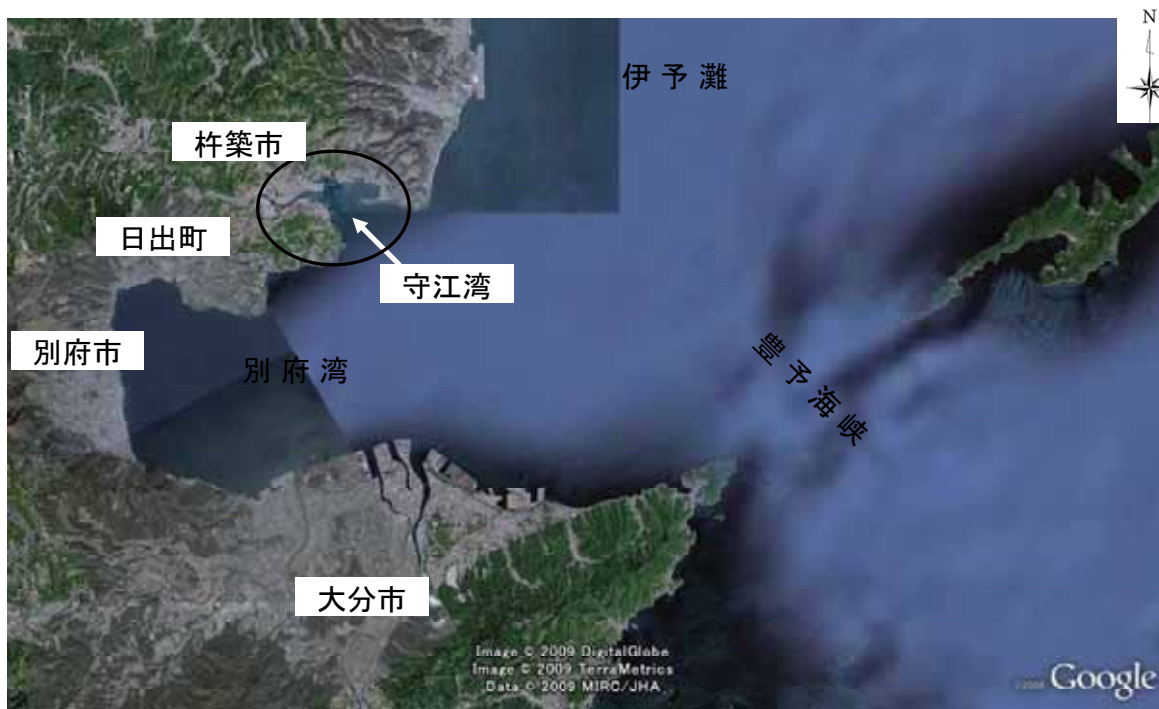 N
伊予灘
杵築市
日出町
守江湾
別府市
別府湾
豊予海峡
大分市
Image © 2009 DigitalGlobe
Image © 2009 TerraMetrics
Data © 2009 MIRC/JHA
Google